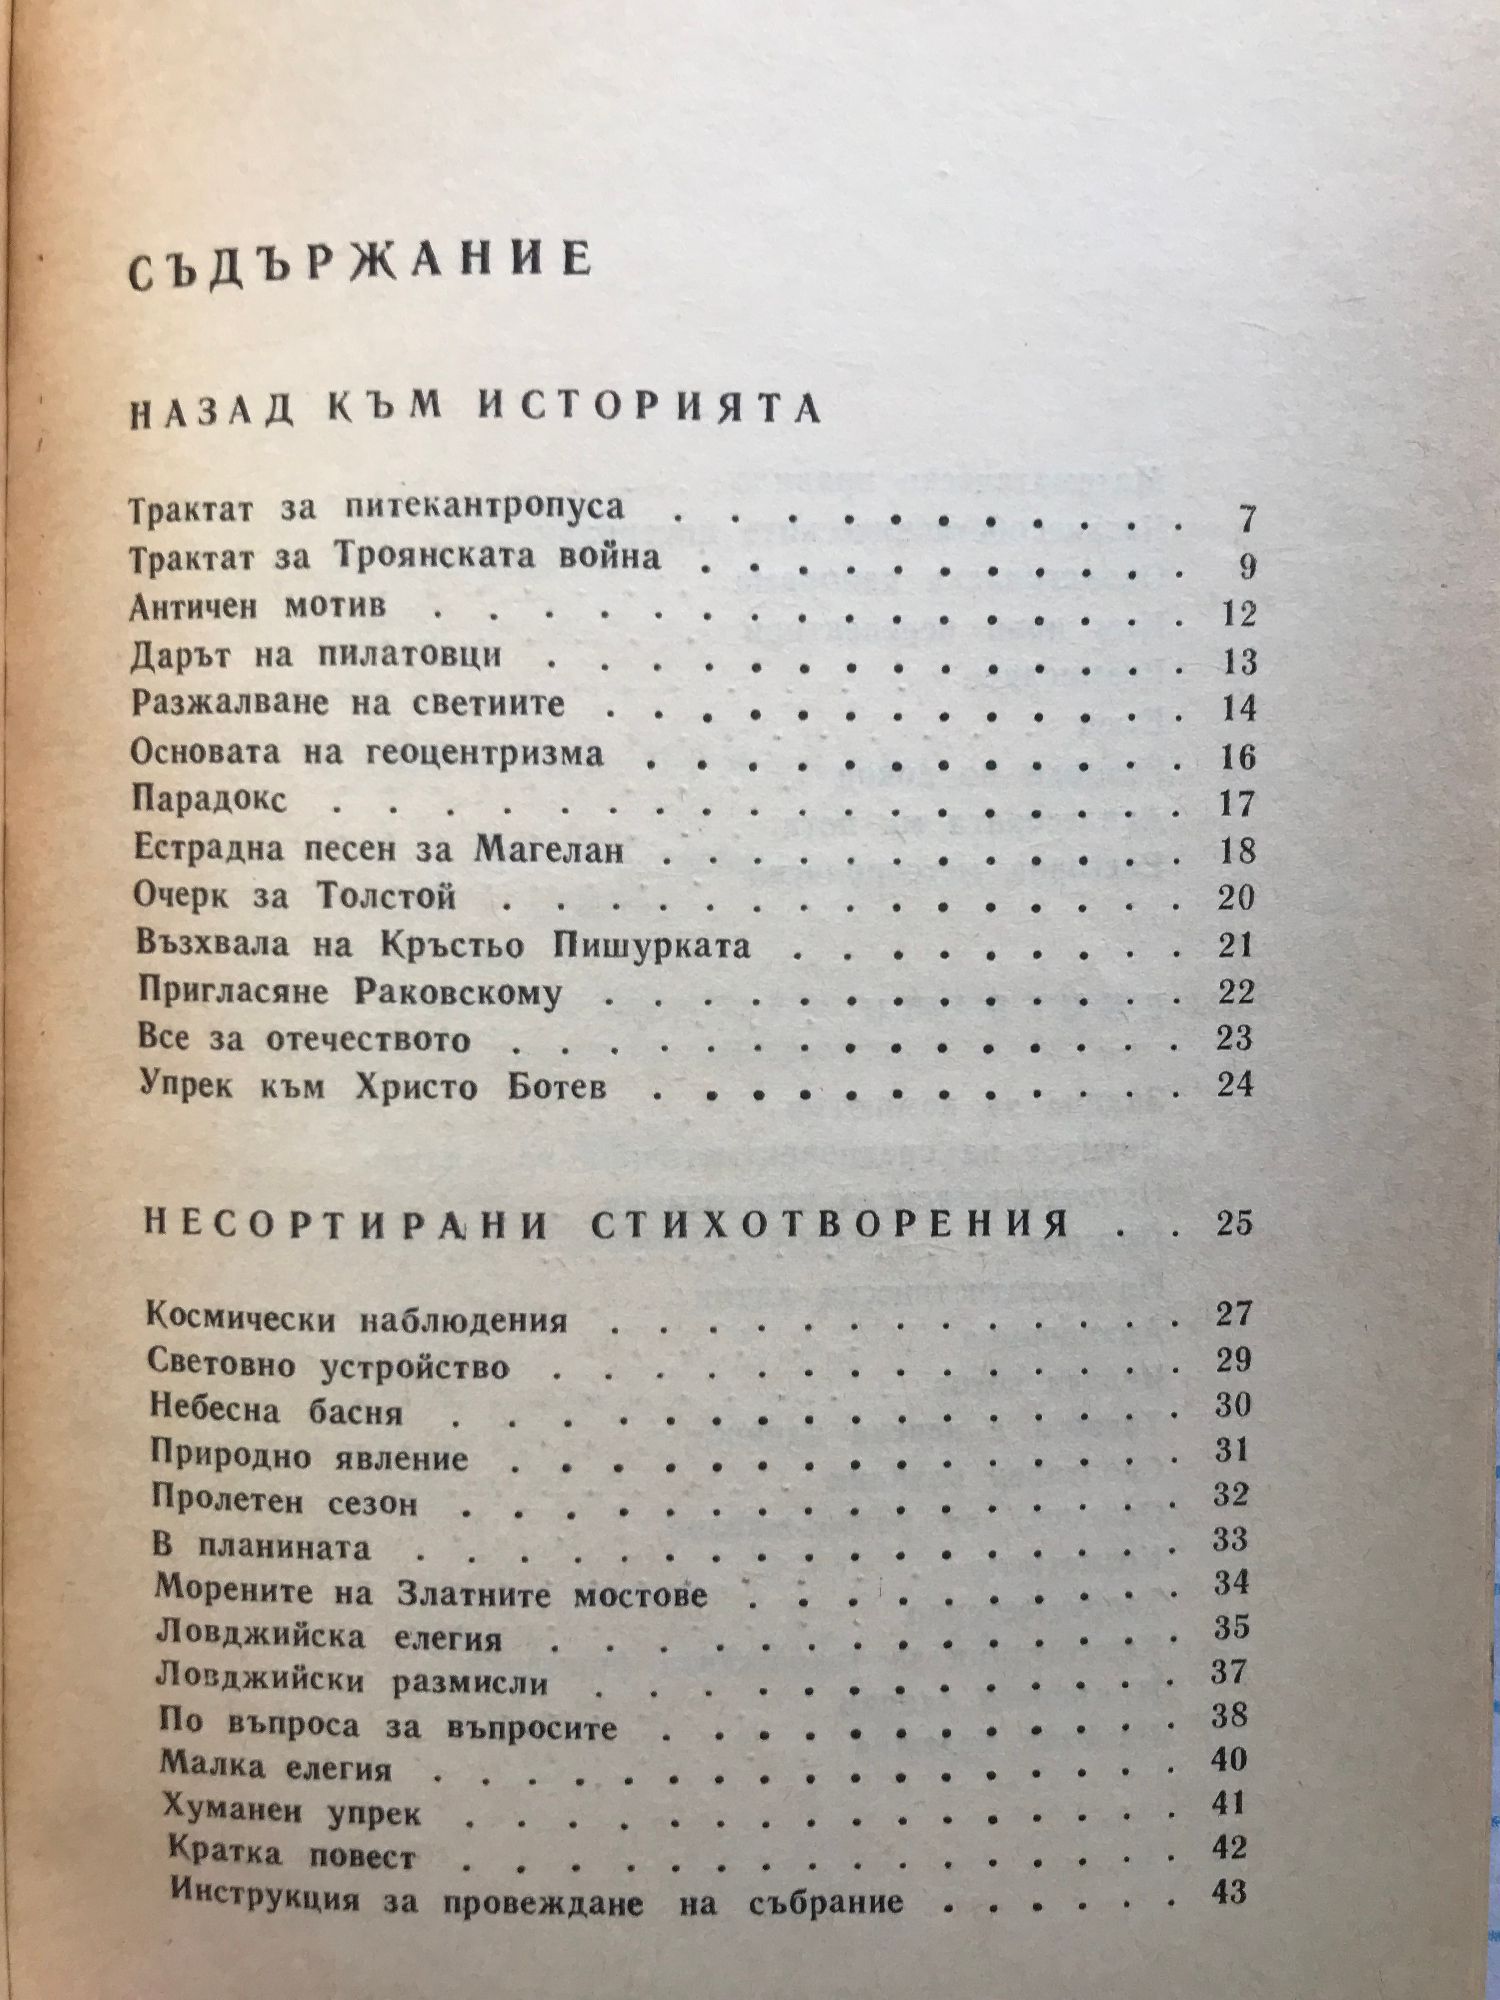 СЪДЪРЖАНИЕ
НАЗАД КЪМ ИСТОРИЯТА
Трактат за питекантропуса . . . . . . . . . . . 7
Трактат за Троянската война . . . . . . . . . . . 9
Античен мотив . . . . . . . . . . . . . . . 12
Дарът на пилатовци . . . . . . . . . . . . . 13
Разжалване на светиите . . . . . . . . . . . . . 14
Основата на геоцентризма . . . . . . . . . . . . 16
Парадокс . . . . . . . . . . . . . . . . . 17
Естрадна песен за Магелан . . . . . . . . . . . . 18
Очерк за Толстой . . . . . . . . . . . . . . 20
Възхвала на Кръстьо Пишурката . . . . . . . . . 21
Пригласяне Раковскому . . . . . . . . . . . . . 22
Все за отечеството . . . . . . . . . . . . . . 23
Упрек към Христо Ботев . . . . . . . . . . . . 24
НЕСОРТИРАНИ СТИХОТВОРЕНИЯ . . 25
Космически наблюдения . . . . . . . . . . . . . 27
Световно устройство . . . . . . . . . . . . . . 29
Небесна басня . . . . . . . . . . . . . . . 30
Природно явление . . . . . . . . . . . . . . 31
Пролетен сезон . . . . . . . . . . . . . . . 32
В планината . . . . . . . . . . . . . . . . 33
Морените на Златните мостове . . . . . . . . . . 34
Ловджийска елегия . . . . . . . . . . . . . . 35
Ловджийски размисли . . . . . . . . . . . . . 37
По въпроса за въпросите . . . . . . . . . . . . 38
Малка елегия . . . . . . . . . . . . . . . . 40
Хуманен упрек . . . . . . . . . . . . . . . 41
Кратка повест . . . . . . . . . . . . . . . 42
Инструкция за провеждане на събрание . . . . . . 43